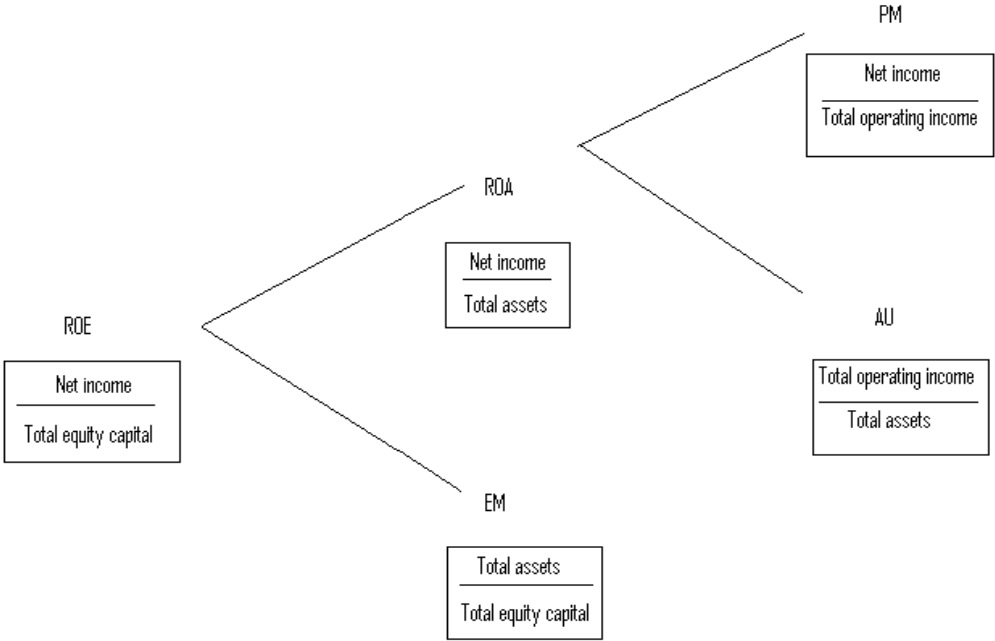 PM
Net income
Total operating income
ROA
Net income
Total assets
ROE
Net income
Total equity capital
AU
Total operating income
Total assets
EM
Total assets
Total equity capital